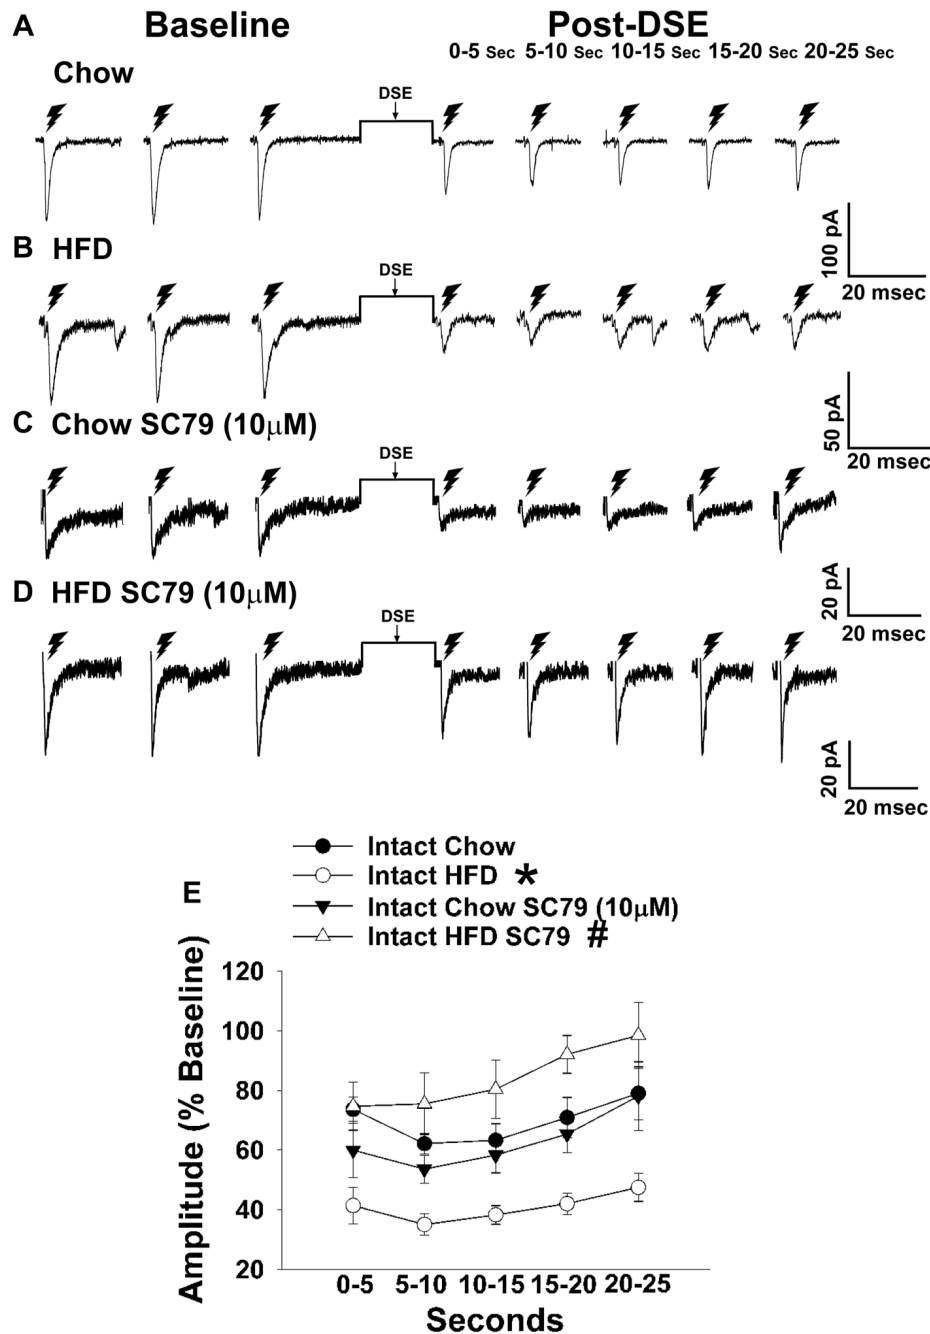 A Baseline Post-DSE
0-5 Sec 5-10 Sec 10-15 Sec 15-20 Sec 20-25 Sec
Chow
DSE
100 pA
20 msec
B HFD
DSE
50 pA
20 msec
C Chow SC79 (10μM)
DSE
20 pA
20 msec
D HFD SC79 (10μM)
DSE
20 pA
20 msec
E
Intact Chow
Intact HFD *
Intact Chow SC79 (10μM)
Intact HFD SC79 #
Amplitude (% Baseline)
120
100
80
60
40
20
0-5 5-10 10-15 15-20 20-25
Seconds